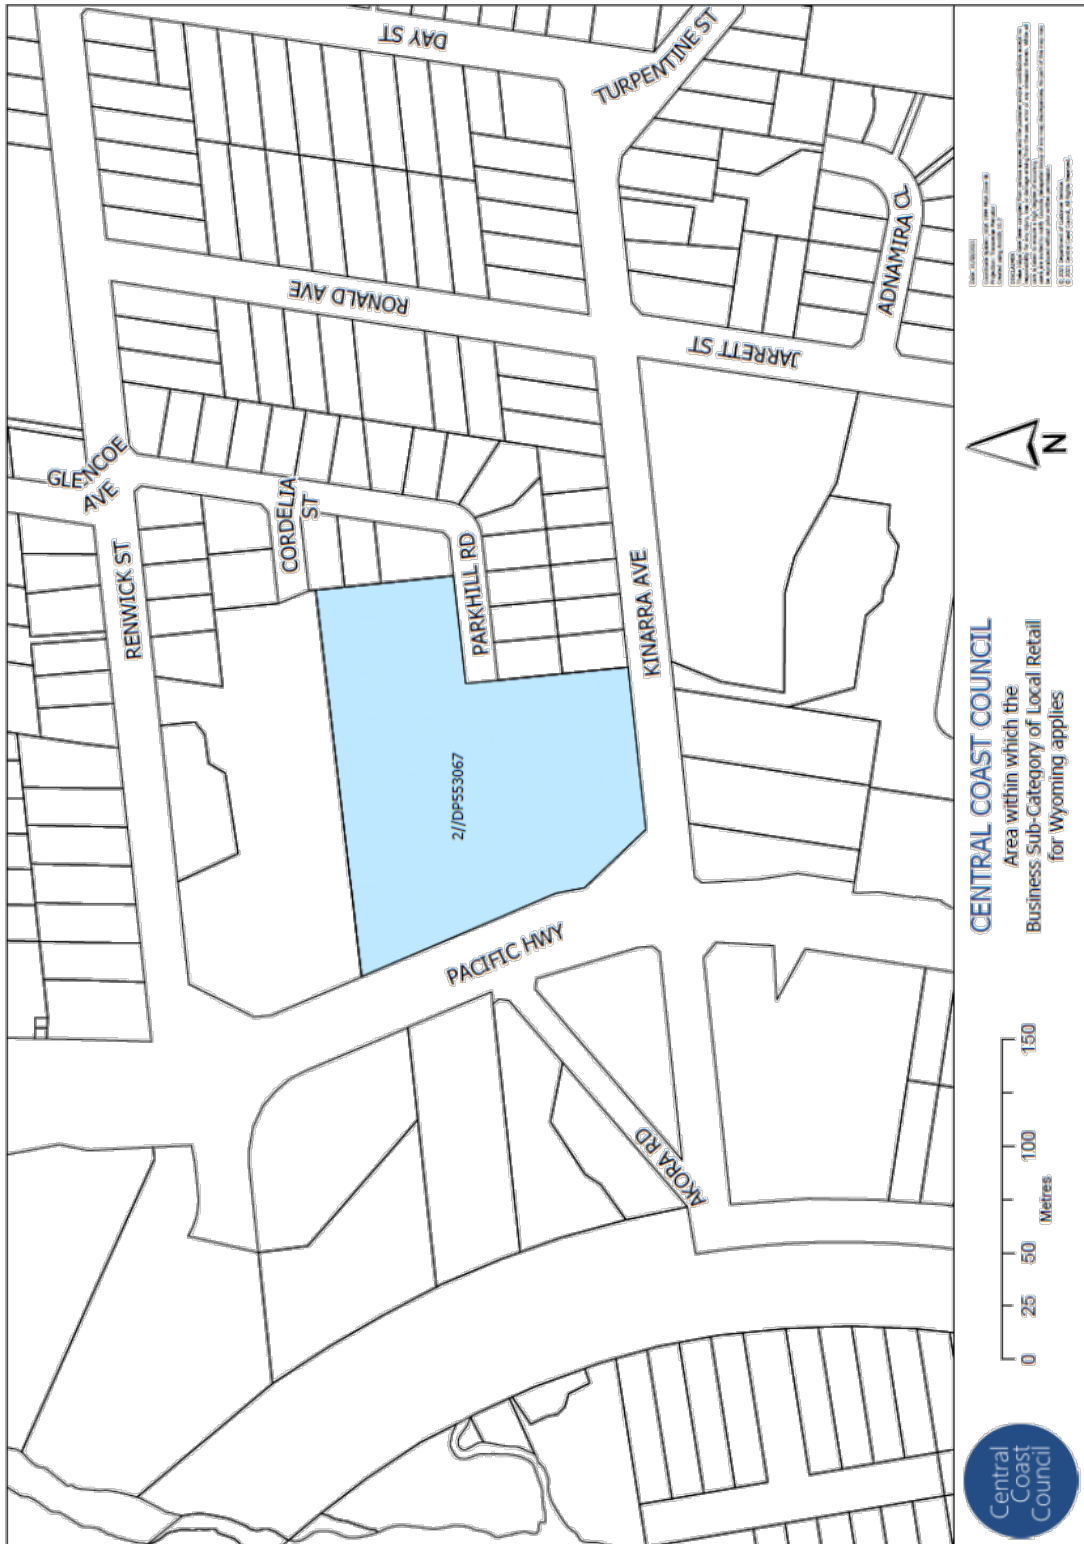 DAY ST
TURPENTINE ST
ADNAMIRA CL
RONALD AVE
JARRETT ST
GLENCOE
AVE
CORDELIA
ST
RENWICK ST
PARKHILL RD
KINARRA AVE
2//DP553067
PACIFIC HWY
AKORA RD
N
CENTRAL COAST COUNCIL
Area within which the
Business Sub-Category of Local Retail
for Wyoming applies
0 25 50 100 150
Metres
Central
Coast
Council